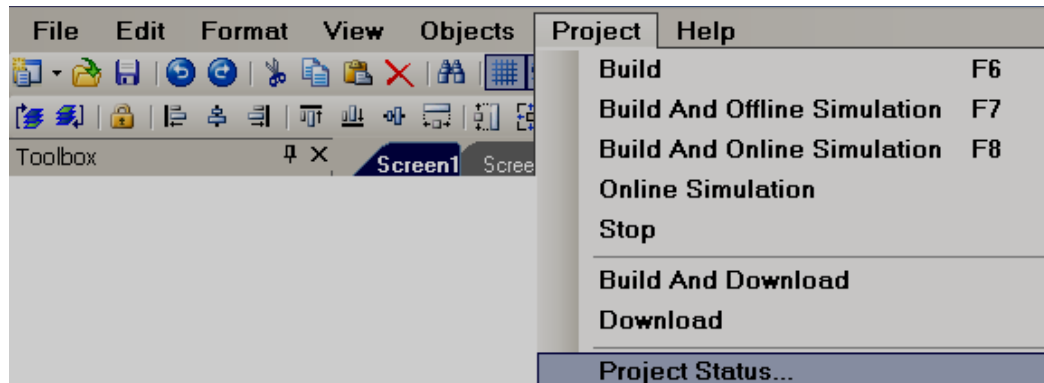 File Edit Format View Objects Project Help
Build F6
Build And Offline Simulation F7
Build And Online Simulation F8
Toolbox
Screen1 Scree
Online Simulation
Stop
Build And Download
Download
Project Status...